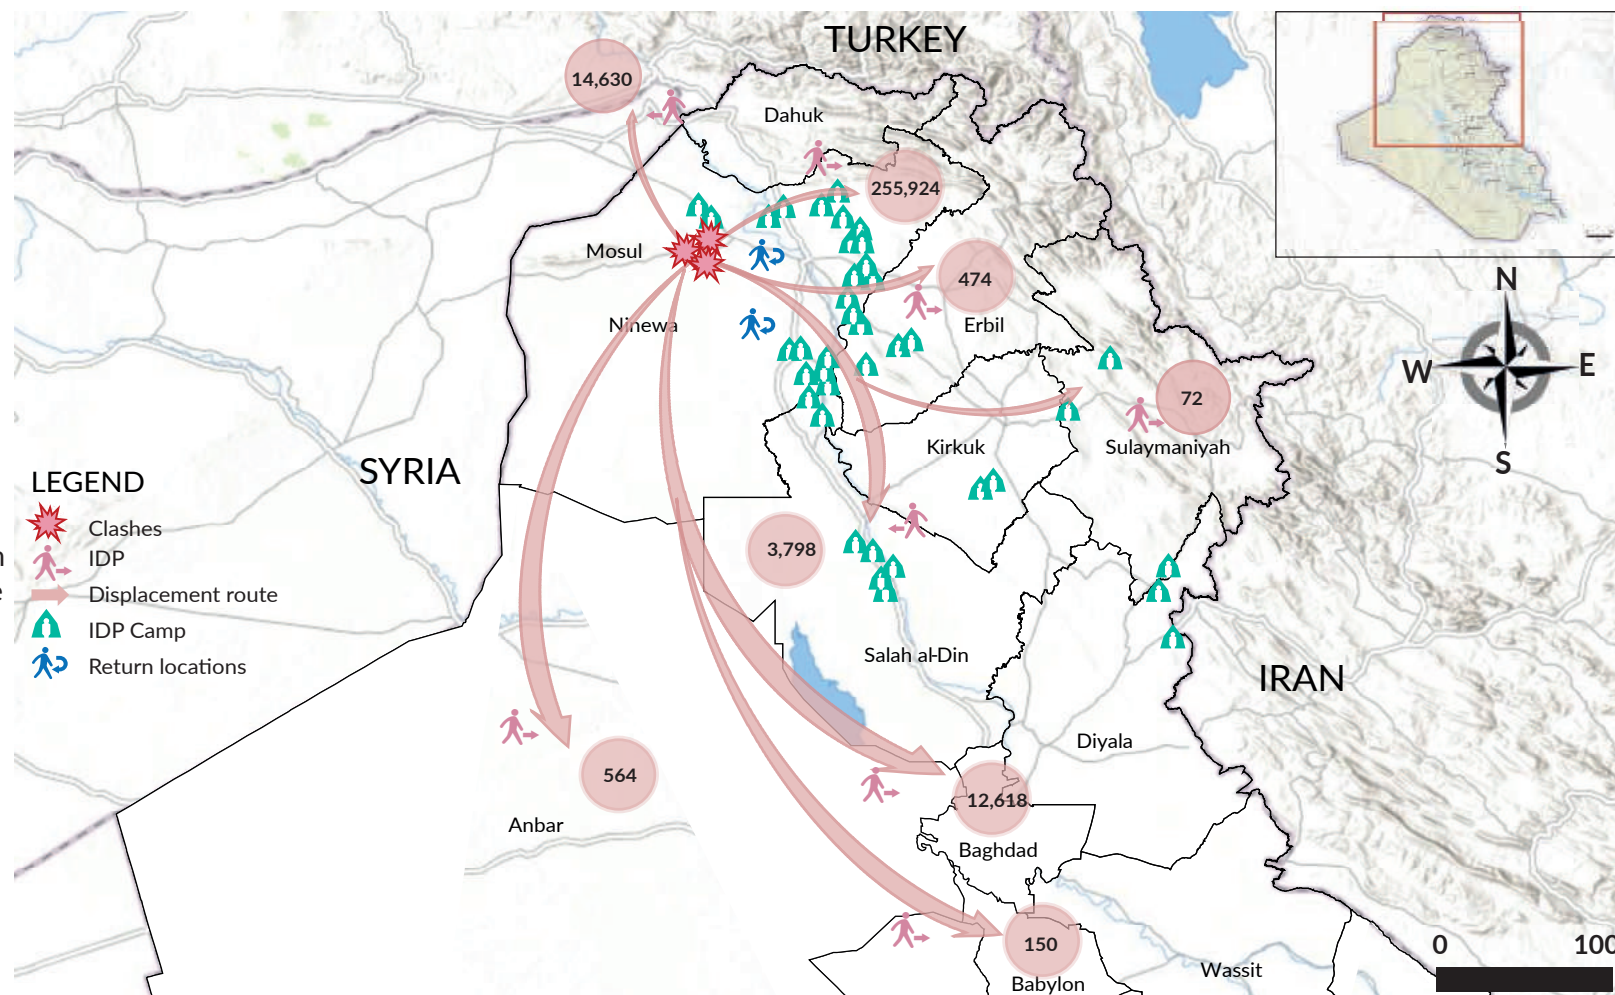 TURKEY
14,630
Dahuk
255,924
Mosul
474
Ninewa
Erbil
N
W
E
S
72
Kirkuk
Sulaymaniyah
SYRIA
LEGEND
Clashes
IDP
Displacement route
IDP Camp
Return locations
3,798
Salah al-Din
IRAN
Diyala
564
12,618
Anbar
Baghdad
150
Wassit
Babylon
0 100